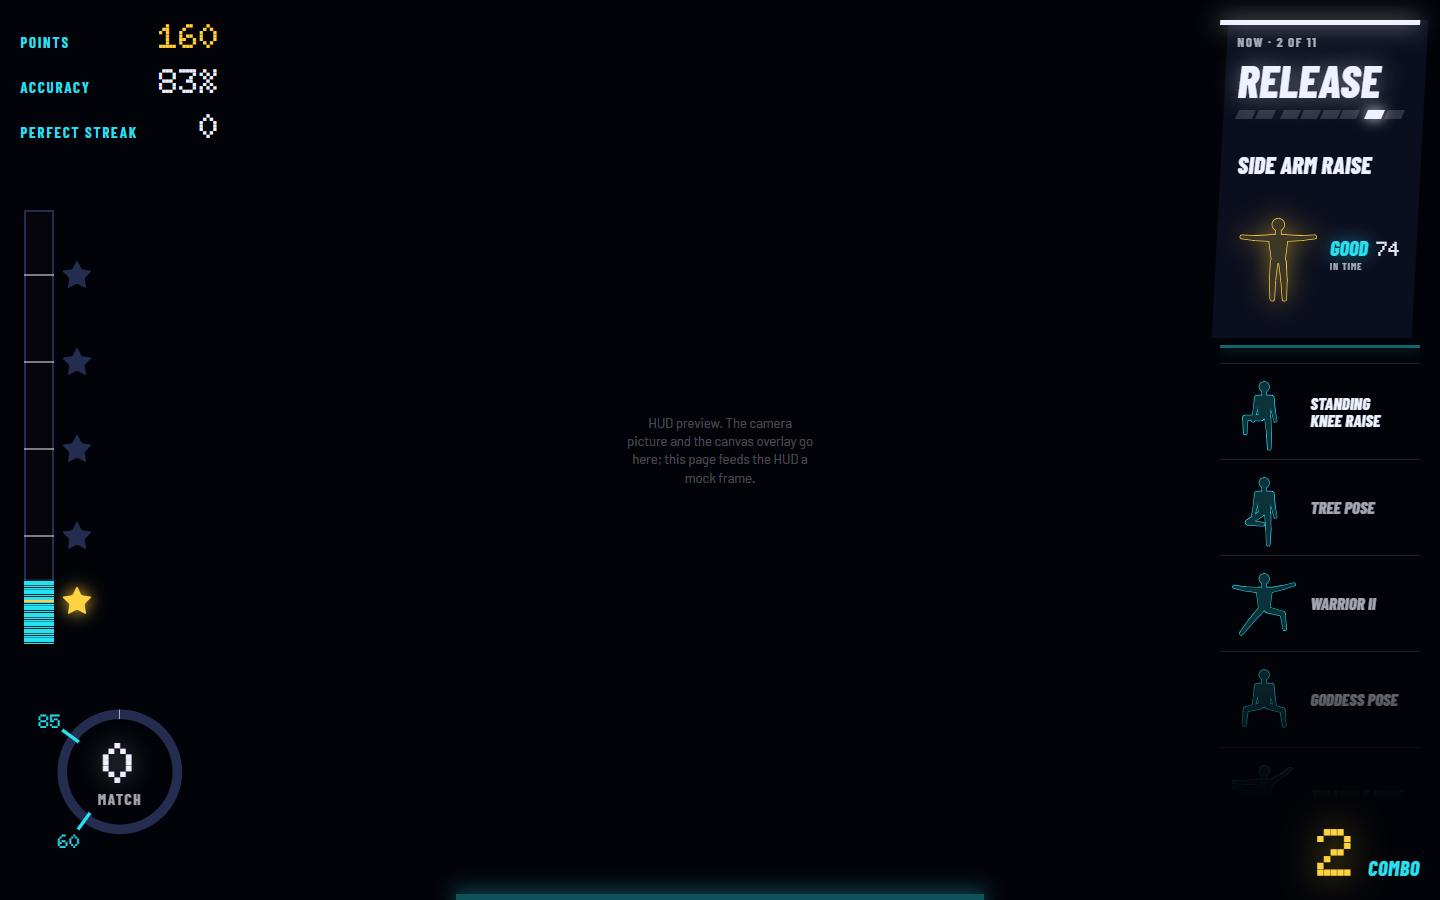 POINTS 160
ACCURACY 83%
PERFECT STREAK 0
85
0
MATCH
60
HUD preview. The camera
picture and the canvas overlay go
here; this page feeds the HUD a
mock frame.
NOW · 2 OF 11
RELEASE
SIDE ARM RAISE
GOOD 74
IN TIME
STANDING
KNEE RAISE
TREE POSE
WARRIOR II
GODDESS POSE
2 COMBO